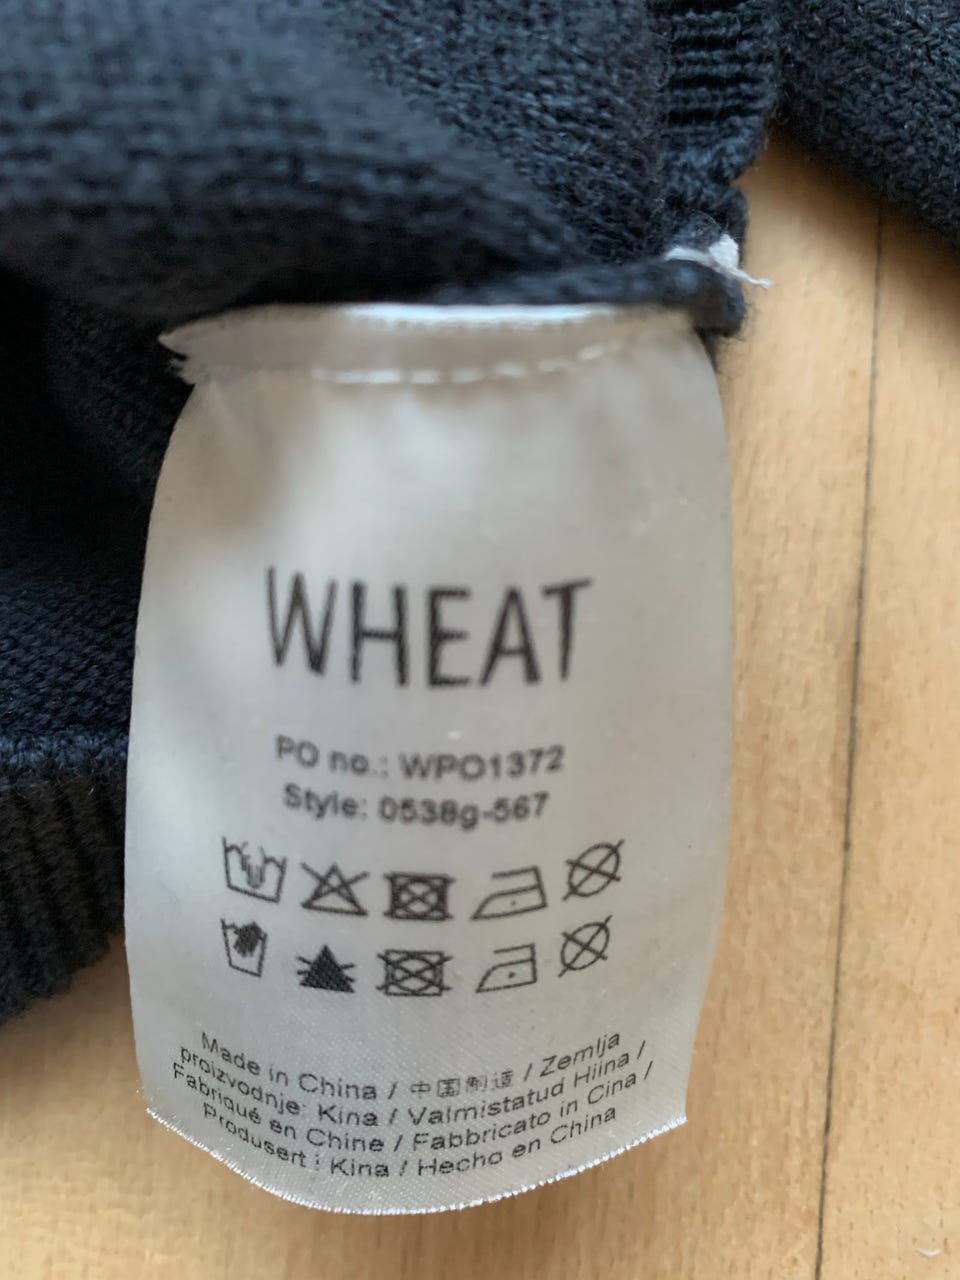 WHEAT
PO no.: WPO1372
Style: 0538g-567
Made in China / 中国制造 / Zemlja
proizvodnje: Kina / Valmistatud Hiina /
Fabriqué en Chine / Fabbricato in Cina /
Produsert i Kina / Hecho en China